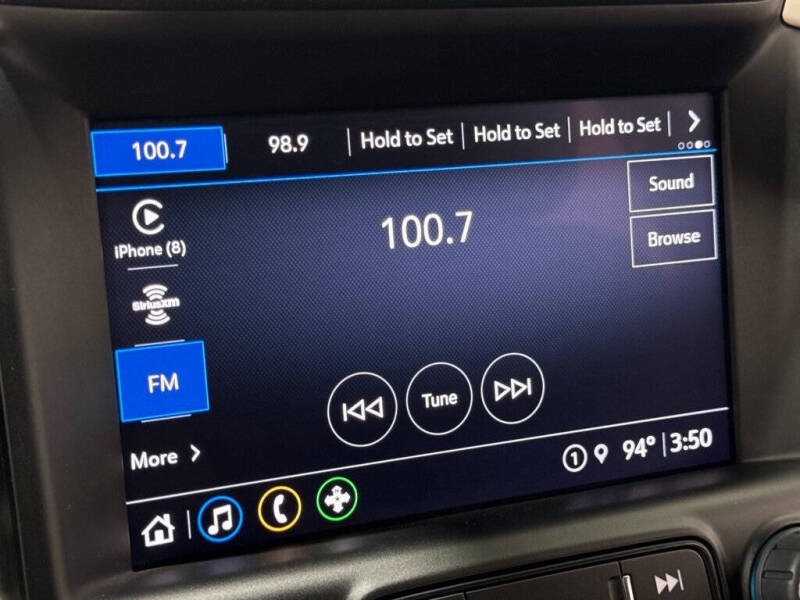 100.7 98.9 Hold to Set Hold to Set Hold to Set
Sound
100.7
iPhone (8)
Browse
SiriusXM
FM
Tune
More
1 94° 3:50